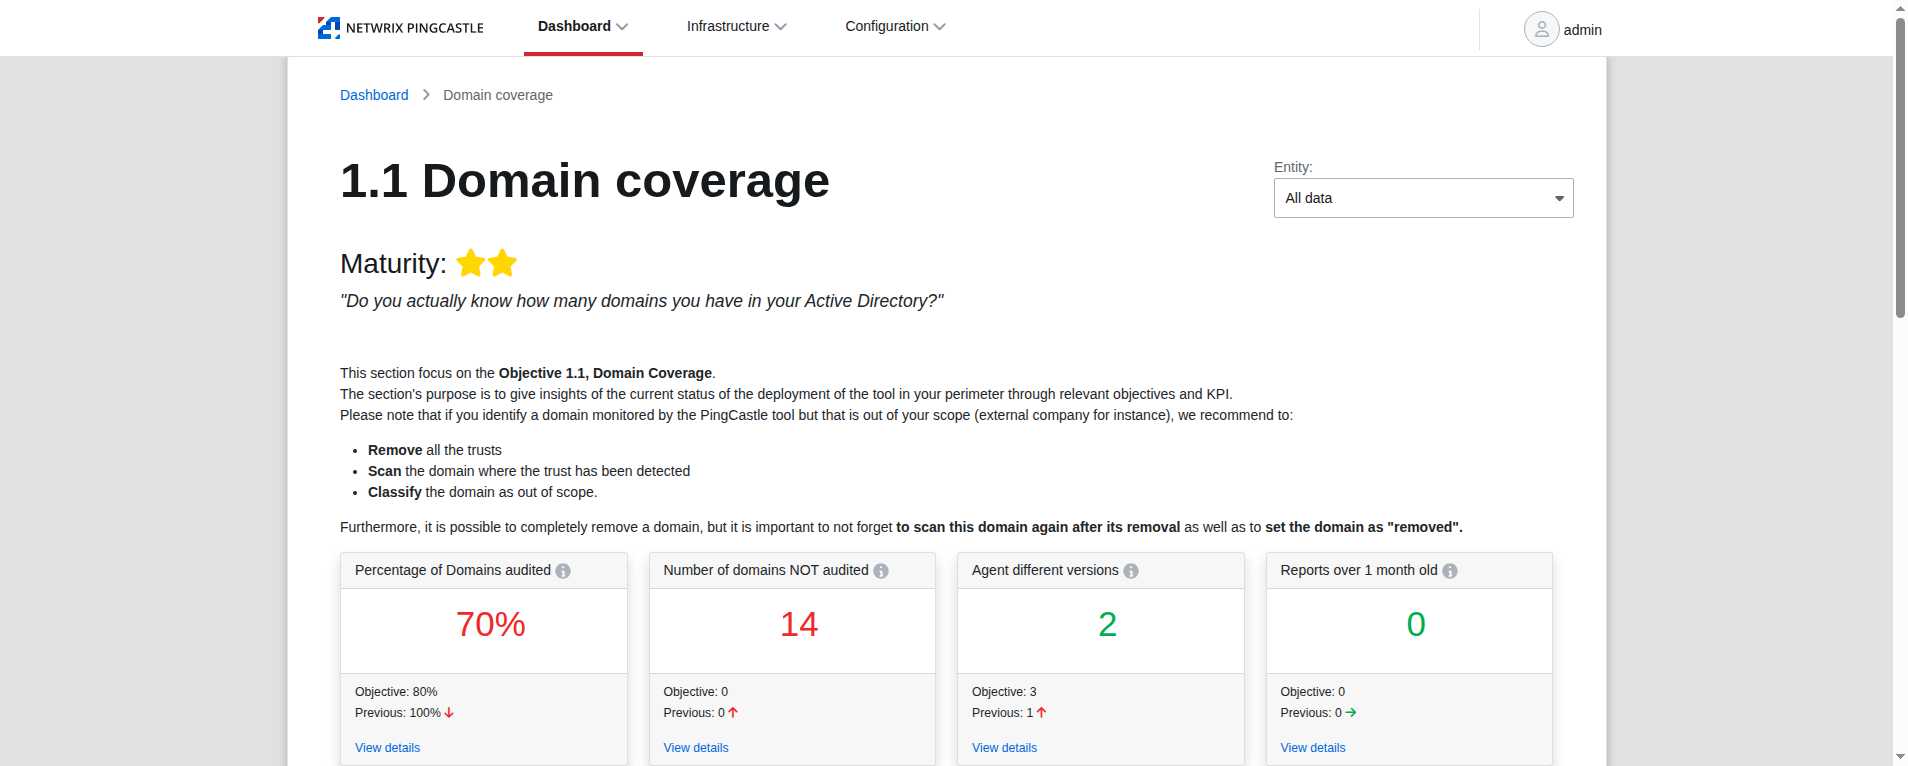 NETWRIX PINGCASTLE
Dashboard
Infrastructure
Configuration
admin
Dashboard
Domain coverage
1.1 Domain coverage
Entity:
All data
Maturity:
"Do you actually know how many domains you have in your Active Directory?"
This section focus on the Objective 1.1, Domain Coverage.
The section's purpose is to give insights of the current status of the deployment of the tool in your perimeter through relevant objectives and KPI.
Please note that if you identify a domain monitored by the PingCastle tool but that is out of your scope (external company for instance), we recommend to:
• Remove all the trusts
• Scan the domain where the trust has been detected
• Classify the domain as out of scope.
Furthermore, it is possible to completely remove a domain, but it is important to not forget to scan this domain again after its removal as well as to set the domain as "removed".
Percentage of Domains audited
70%
Objective: 80%
Previous: 100%
View details
Number of domains NOT audited
14
Objective: 0
Previous: 0
View details
Agent different versions
2
Objective: 3
Previous: 1
View details
Reports over 1 month old
0
Objective: 0
Previous: 0
View details